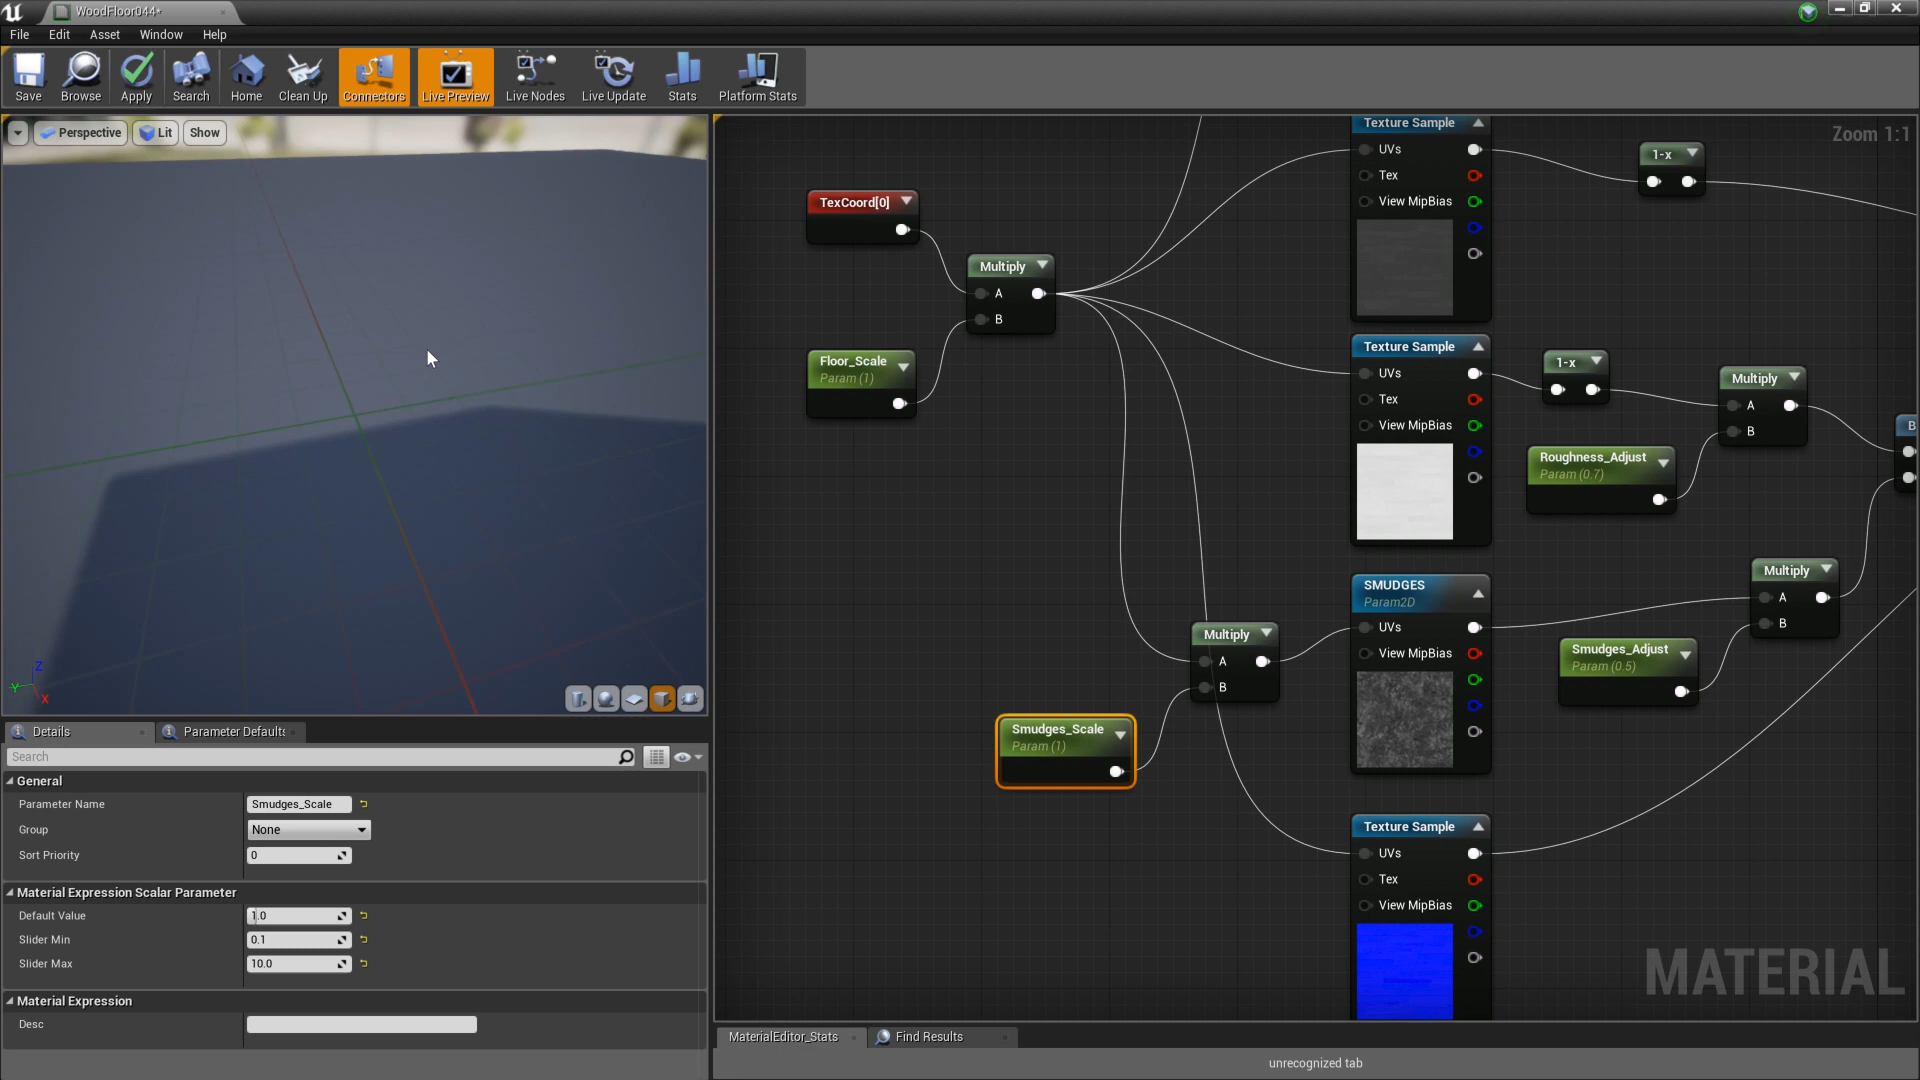 WoodFloor044*
File Edit Asset Window Help
Save Browse Apply Search Home Clean Up Connectors Live Preview Live Nodes Live Update Stats Platform Stats
Perspective Lit Show
Zoom 1:1
Texture Sample
UVs
Tex
View MipBias
1-x
TexCoord[0]
Multiply
A
B
Floor_Scale
Param (1)
Texture Sample
UVs
Tex
View MipBias
1-x
Multiply
A
B
B
Roughness_Adjust
Param (0.7)
SMUDGES
Param2D
UVs
View MipBias
Multiply
A
B
Smudges_Adjust
Param (0.5)
Multiply
A
B
Smudges_Scale
Param (1)
Texture Sample
UVs
Tex
View MipBias
MATERIAL
Z
Y
X
Details Parameter Defaults
Search
General
Parameter Name Smudges_Scale
Group None
Sort Priority 0
Material Expression Scalar Parameter
Default Value 1.0
Slider Min 0.1
Slider Max 10.0
Material Expression
Desc
MaterialEditor_Stats Find Results
unrecognized tab